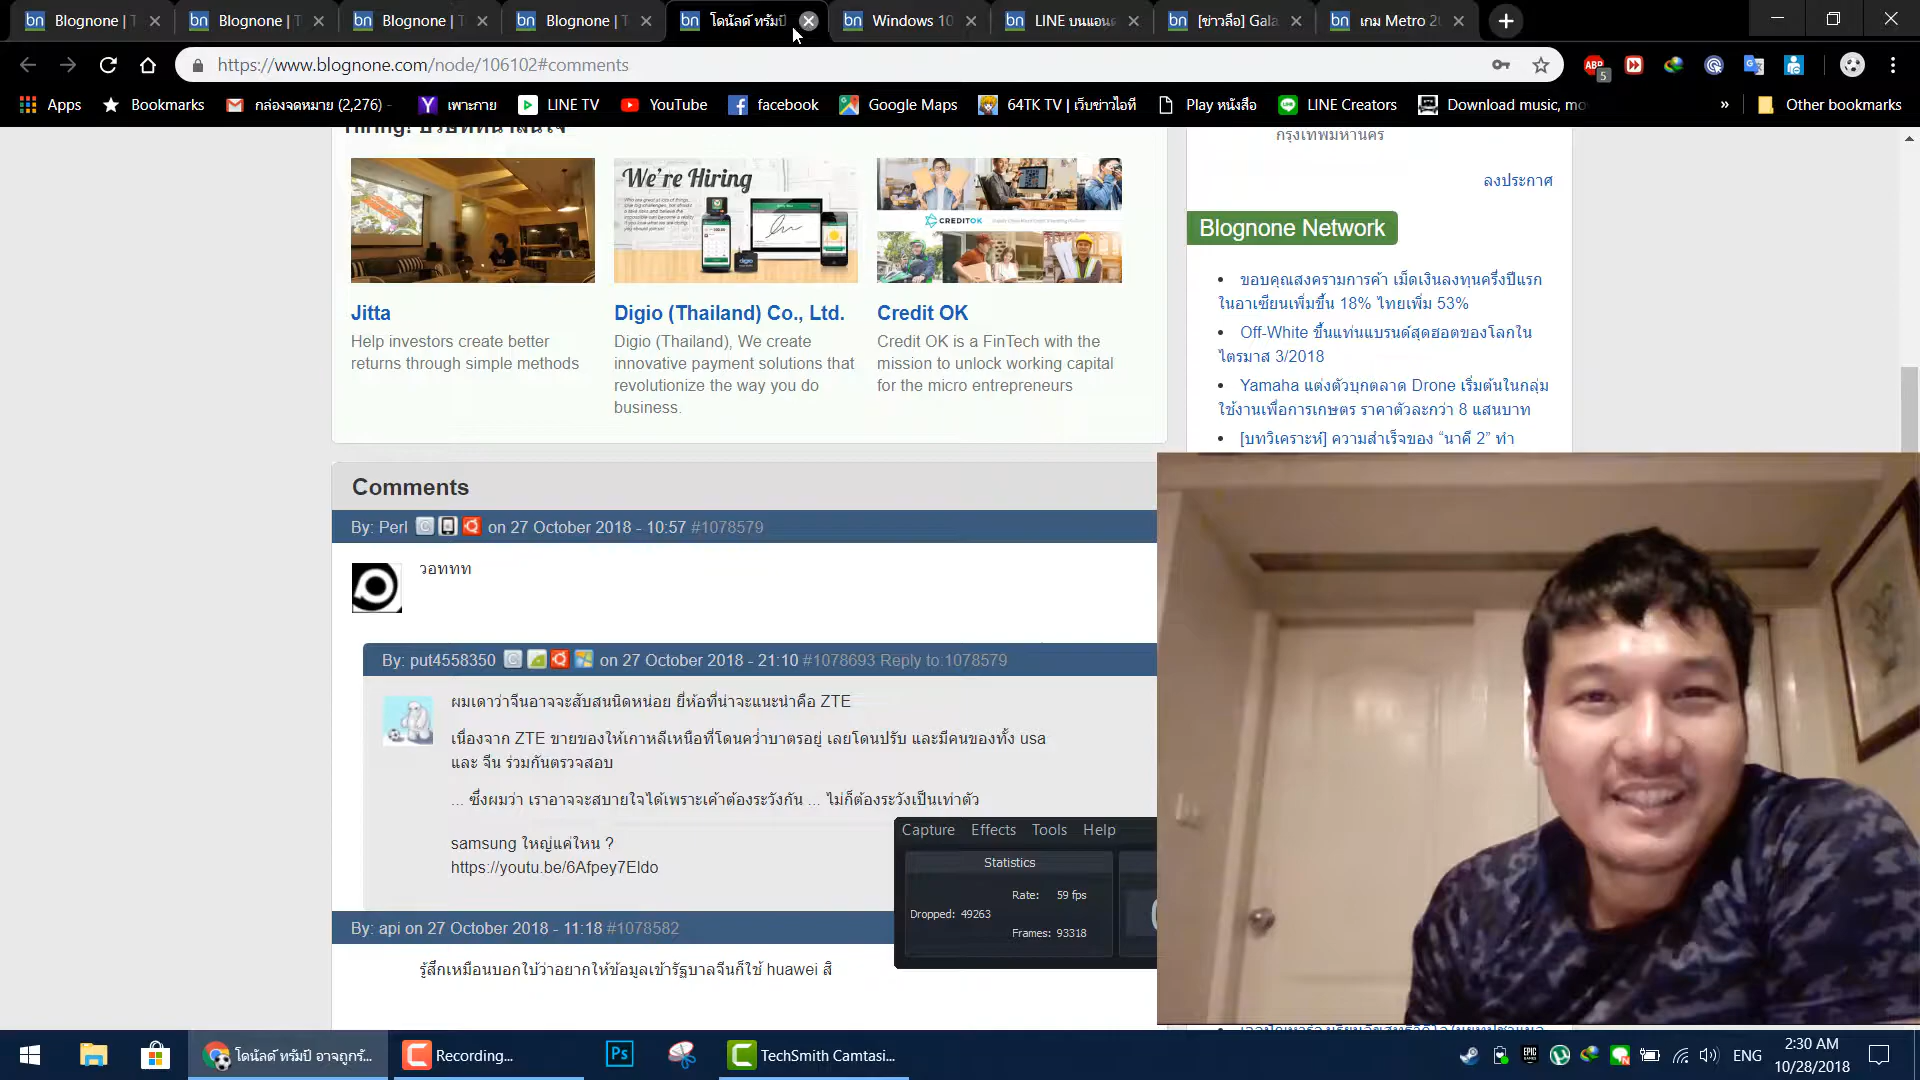 Blognone | T
Blognone | T
Blognone | T
Blognone | T
โดนัลด์ ทรัมป์
Windows 10
LINE บนแอนด
[ข่าวลือ] Gala
เกม Metro 20
https://www.blognone.com/node/106102#comments
5
Apps
Bookmarks
กล่องจดหมาย (2,276) -
เพาะกาย
LINE TV
YouTube
facebook
Google Maps
64TK TV | เว็บข่าวไอที
Play หนังสือ
LINE Creators
Download music, mo
»
Other bookmarks
Hiring! บริษัทที่น่าสนใจ
กรุงเทพมหานคร
ลงประกาศ
We're Hiring
CREDITOK
Jitta
Help investors create better
returns through simple methods
Digio (Thailand) Co., Ltd.
Digio (Thailand), We create
innovative payment solutions that
revolutionize the way you do
business.
Credit OK
Credit OK is a FinTech with the
mission to unlock working capital
for the micro entrepreneurs
Blognone Network
ขอบคุณสงครามการค้า เม็ดเงินลงทุนครึ่งปีแรก
ในอาเซียนเพิ่มขึ้น 18% ไทยเพิ่ม 53%
Off-White ขึ้นแท่นแบรนด์สุดฮอตของโลกใน
ไตรมาส 3/2018
Yamaha แต่งตัวบุกตลาด Drone เริ่มต้นในกลุ่ม
ใช้งานเพื่อการเกษตร ราคาตัวละกว่า 8 แสนบาท
[บทวิเคราะห์] ความสำเร็จของ "นาคี 2" ทำ
Comments
By: Perl on 27 October 2018 - 10:57 #1078579
วอททท
By: put4558350 on 27 October 2018 - 21:10 #1078693 Reply to:1078579
ผมเดาว่าจีนอาจจะสับสนนิดหน่อย ยี่ห้อที่น่าจะแนะนำคือ ZTE
เนื่องจาก ZTE ขายของให้เกาหลีเหนือที่โดนคว่ำบาตรอยู่ เลยโดนปรับ และมีคนของทั้ง usa
และ จีน ร่วมกันตรวจสอบ
... ซึ่งผมว่า เราอาจจะสบายใจได้เพราะเค้าต้องระวังกัน ... ไม่ก็ต้องระวังเป็นเท่าตัว
samsung ใหญ่แค่ใหน ?
https://youtu.be/6Afpey7Eldo
By: api on 27 October 2018 - 11:18 #1078582
รู้สึกเหมือนบอกใบ้ว่าอยากให้ข้อมูลเข้ารัฐบาลจีนก็ใช้ huawei สิ
Capture Effects Tools Help
Statistics
Rate: 59 fps
Dropped: 49263
Frames: 93318
โดนัลด์ ทรัมป์ อาจถูกรั...
Recording...
Ps
TechSmith Camtasi...
ENG
2:30 AM
10/28/2018